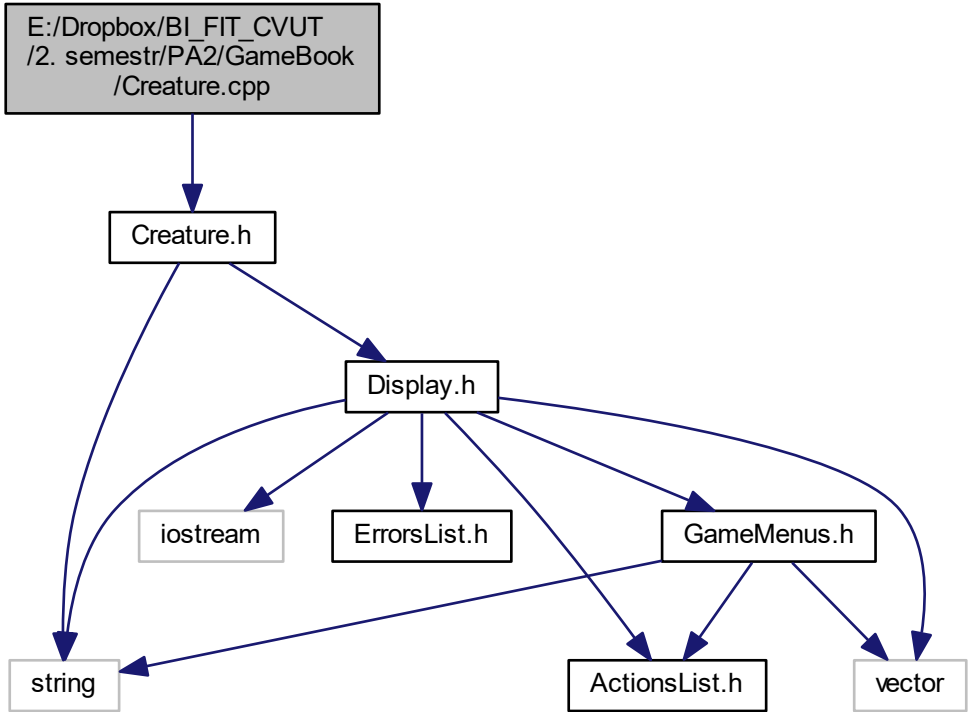 E:/Dropbox/BI_FIT_CVUT
/2. semestr/PA2/GameBook
/Creature.cpp
Creature.h
Display.h
iostream
ErrorsList.h
GameMenus.h
string
ActionsList.h
vector